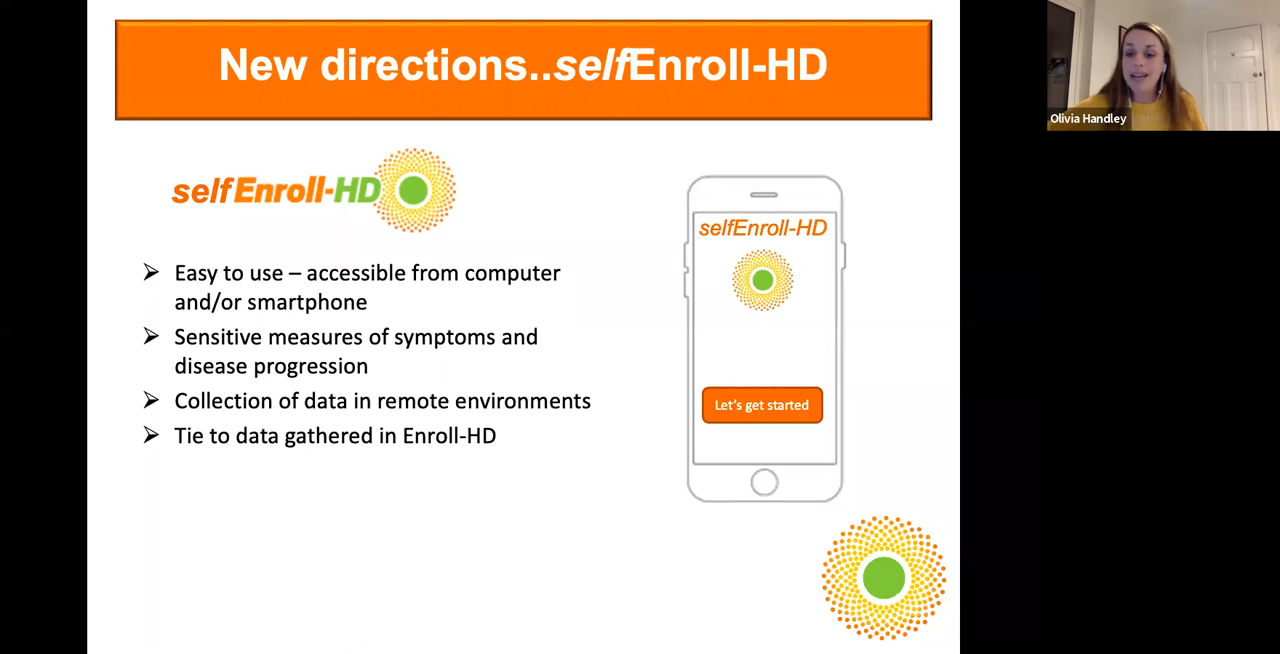 New directions..selfEnroll-HD
Olivia Handley
selfEnroll-HD
selfEnroll-HD
➢ Easy to use – accessible from computer
and/or smartphone
➢ Sensitive measures of symptoms and
disease progression
➢ Collection of data in remote environments
➢ Tie to data gathered in Enroll-HD
Let's get started